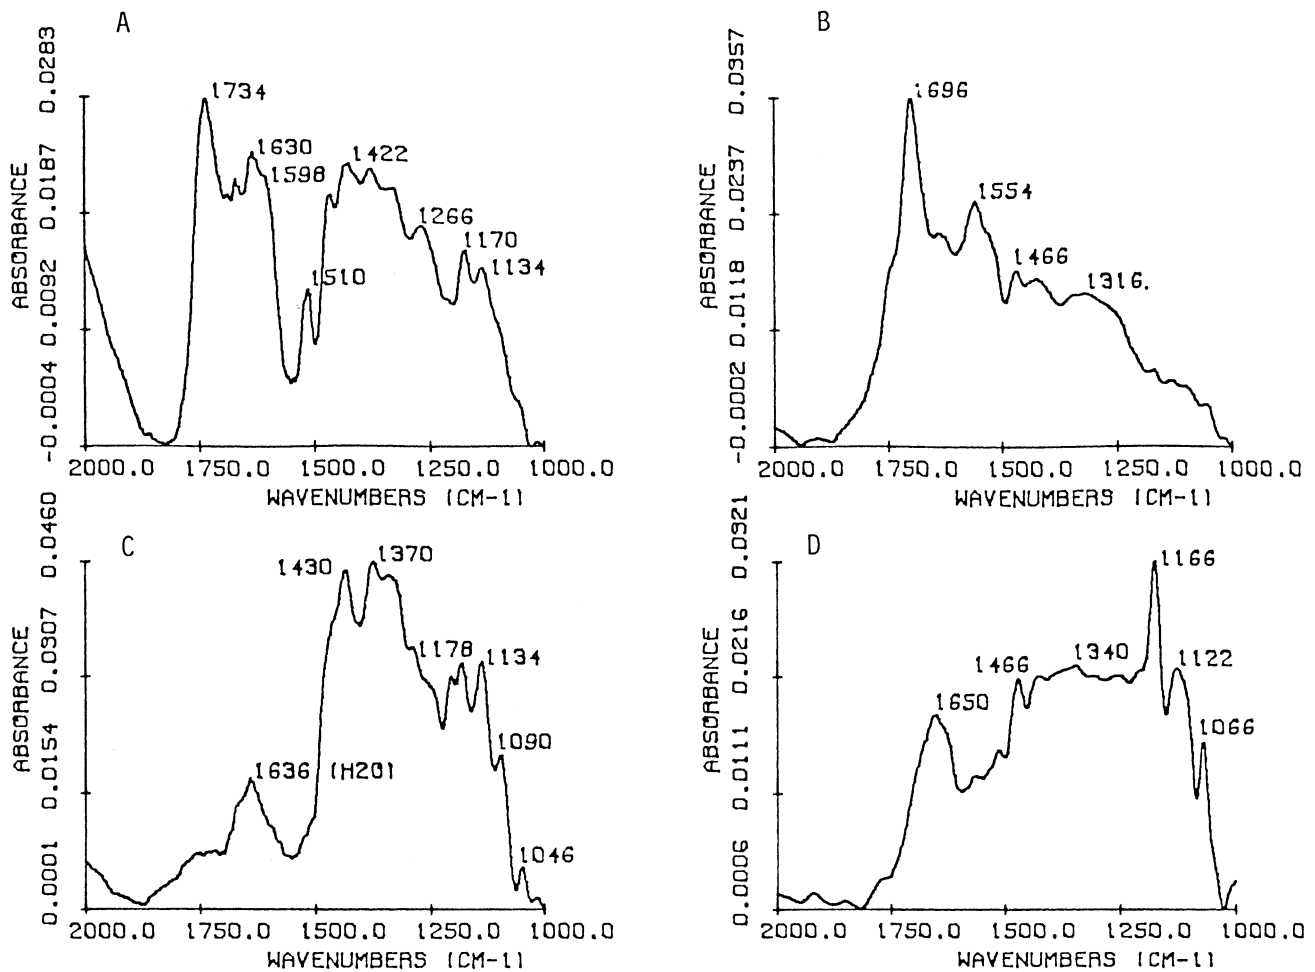 A
ABSORBANCE
-0.0004 0.0092 0.0187 0.0283
1734
1630
1598
1422
1266
1170
1134
1510
2000.0 1750.0 1500.0 1250.0 1000.0
WAVENUMBERS (CM-1)
B
ABSORBANCE
-0.0002 0.0118 0.0237 0.0357
1696
1554
1466
1316.
2000.0 1750.0 1500.0 1250.0 1000.0
WAVENUMBERS (CM-1)
C
ABSORBANCE
0.0001 0.0154 0.0307 0.0460
1430
1370
1178
1134
1090
1636 (H2O)
1046
2000.0 1750.0 1500.0 1250.0 1000.0
WAVENUMBERS (CM-1)
D
ABSORBANCE
0.0006 0.0111 0.0216 0.0321
1166
1466
1340
1122
1650
1066
2000.0 1750.0 1500.0 1250.0 1000.0
WAVENUMBERS (CM-1)